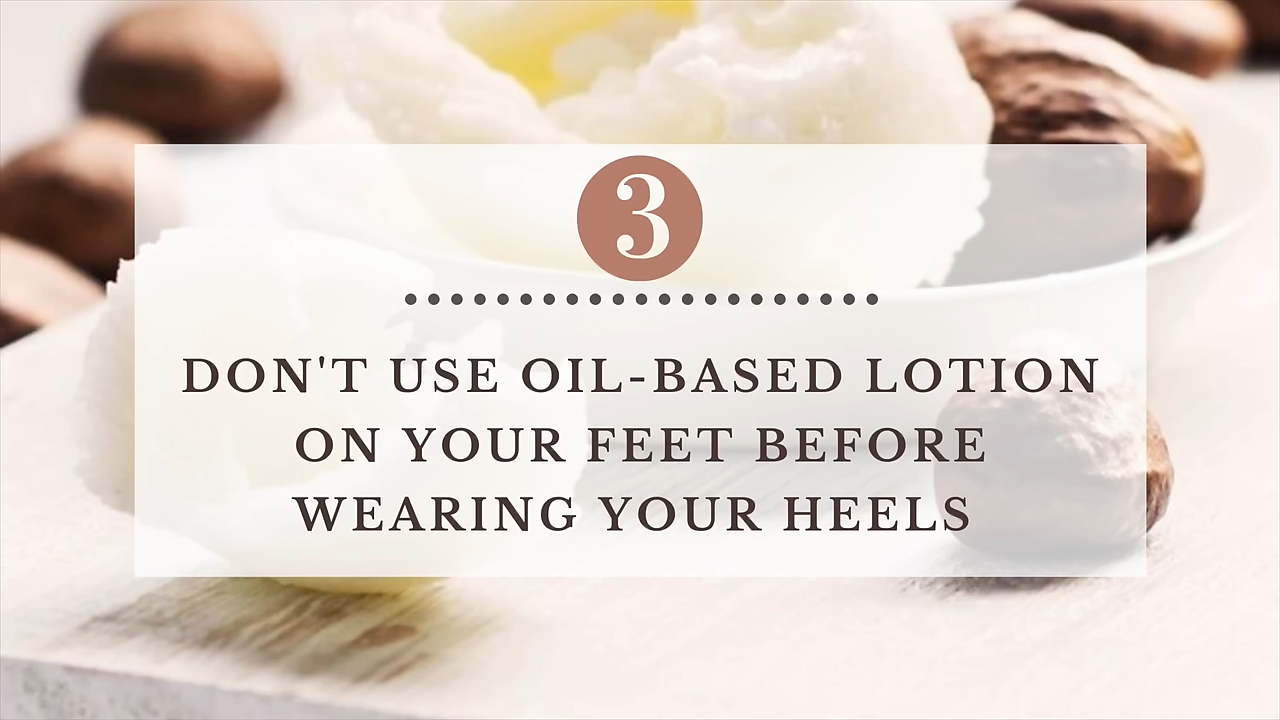 3
DON'T USE OIL-BASED LOTION
ON YOUR FEET BEFORE
WEARING YOUR HEELS